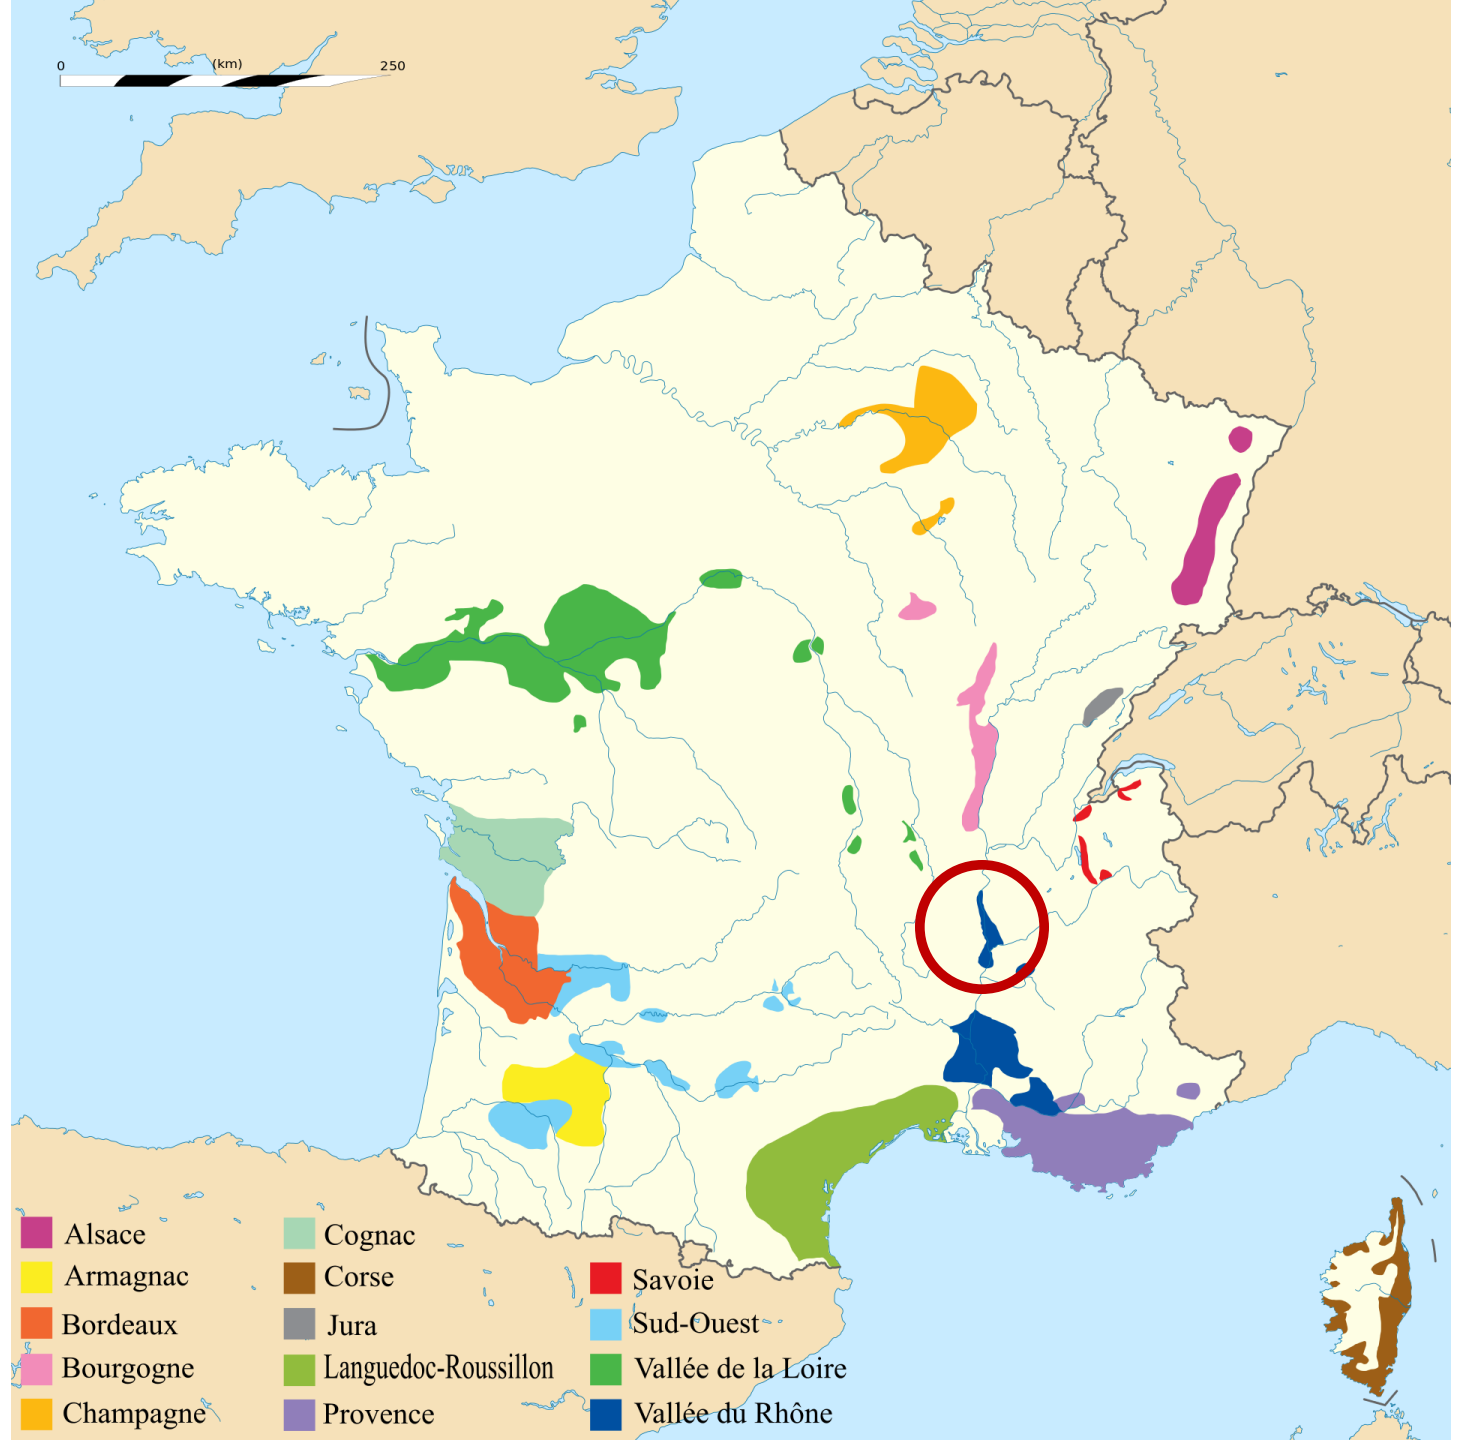 0 (km) 250
Alsace
Armagnac
Bordeaux
Bourgogne
Champagne
Cognac
Corse
Jura
Languedoc-Roussillon
Provence
Savoie
Sud-Ouest
Vallée de la Loire
Vallée du Rhône